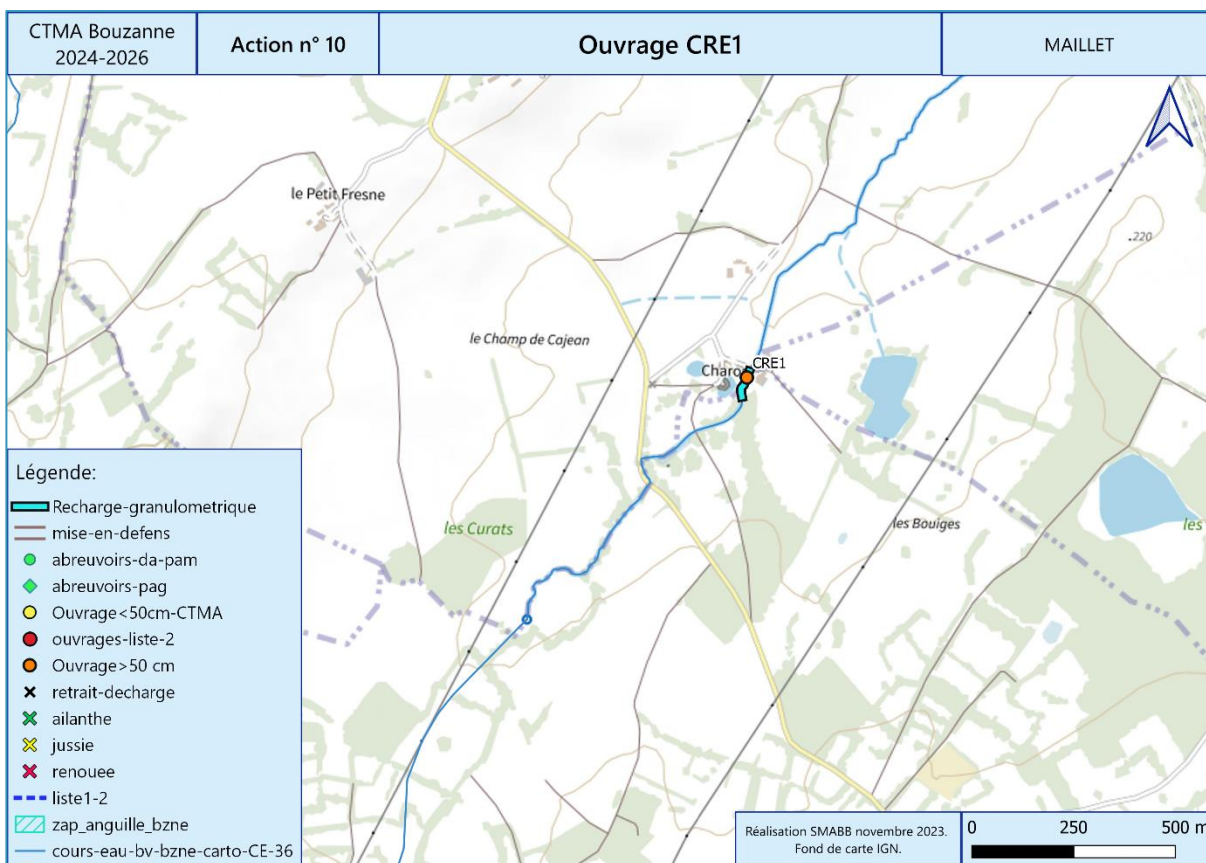 CTMA Bouzanne
2024-2026
Action n° 10
Ouvrage CRE1
MAILLET
le Petit Fresne
220
le Champ de Cajean
CRE1
les Curats
les Bouiges
les
Légende:
Recharge-granulometrique
mise-en-defens
abreuvoirs-da-pam
abreuvoirs-pag
Ouvrage<50cm-CTMA
ouvrages-liste-2
Ouvrage>50 cm
retrait-decharge
ailanthe
jussie
renouee
liste1-2
zap_anguille_bzne
cours-eau-bv-bzne-carto-CE-36
Réalisation SMABB novembre 2023.
Fond de carte IGN.
0 250 500 m